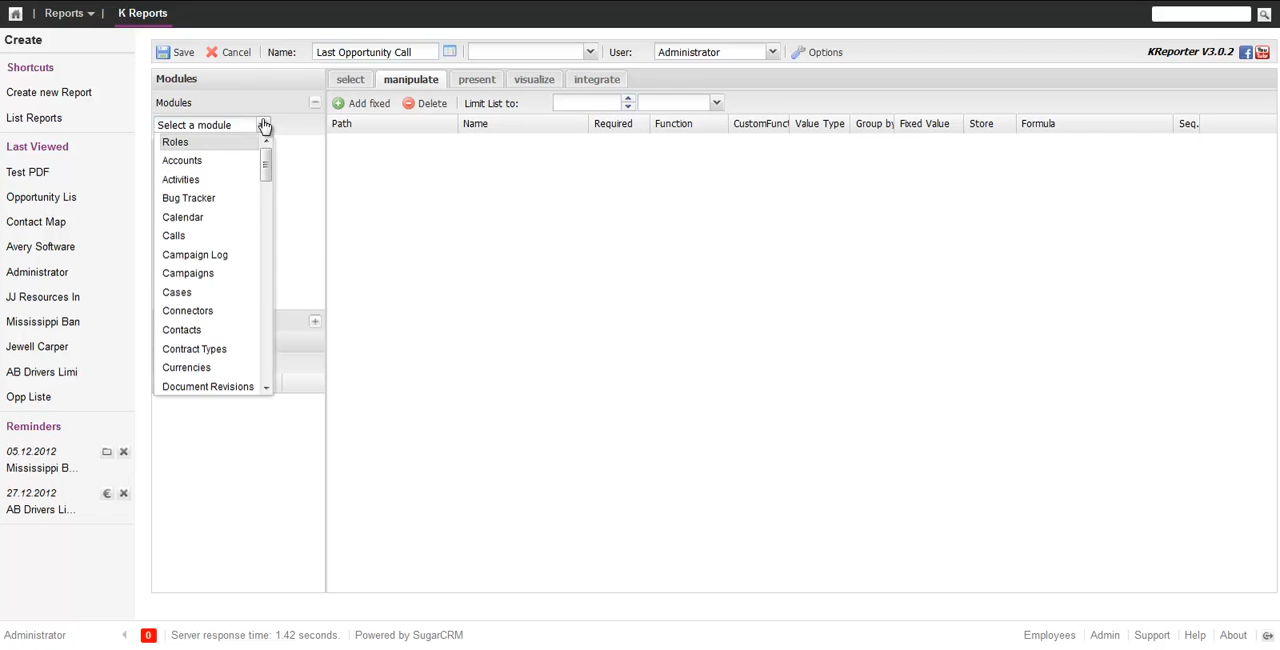 Reports
K Reports
Create
Shortcuts
Create new Report
List Reports
Last Viewed
Test PDF
Opportunity Lis
Contact Map
Avery Software
Administrator
JJ Resources In
Mississippi Ban
Jewell Carper
AB Drivers Limi
Opp Liste
Reminders
05.12.2012
Mississippi B...
27.12.2012
€
AB Drivers Li...
Save
Cancel
Name:
Last Opportunity Call
User:
Administrator
Options
KReporter V3.0.2
Modules
Modules
Select a module
Roles
Accounts
Activities
Bug Tracker
Calendar
Calls
Campaign Log
Campaigns
Cases
Connectors
Contacts
Contract Types
Currencies
Document Revisions
select
manipulate
present
visualize
integrate
Add fixed
Delete
Limit List to:
Path
Name
Required
Function
CustomFunct
Value Type
Group by
Fixed Value
Store
Formula
Seq.
Administrator
0
Server response time: 1.42 seconds.
Powered by SugarCRM
Employees
Admin
Support
Help
About